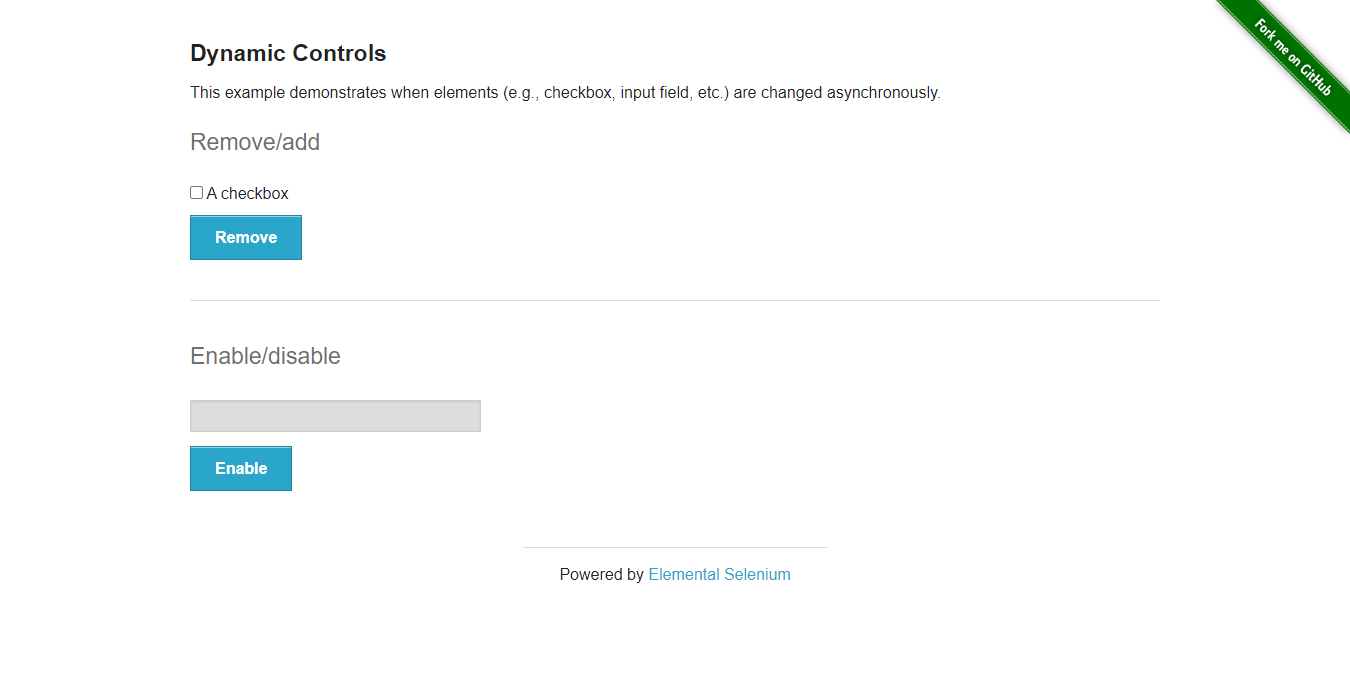 Fork me on GitHub
Dynamic Controls
This example demonstrates when elements (e.g., checkbox, input field, etc.) are changed asynchronously.
Remove/add
A checkbox
Remove
Enable/disable
Enable
Powered by Elemental Selenium